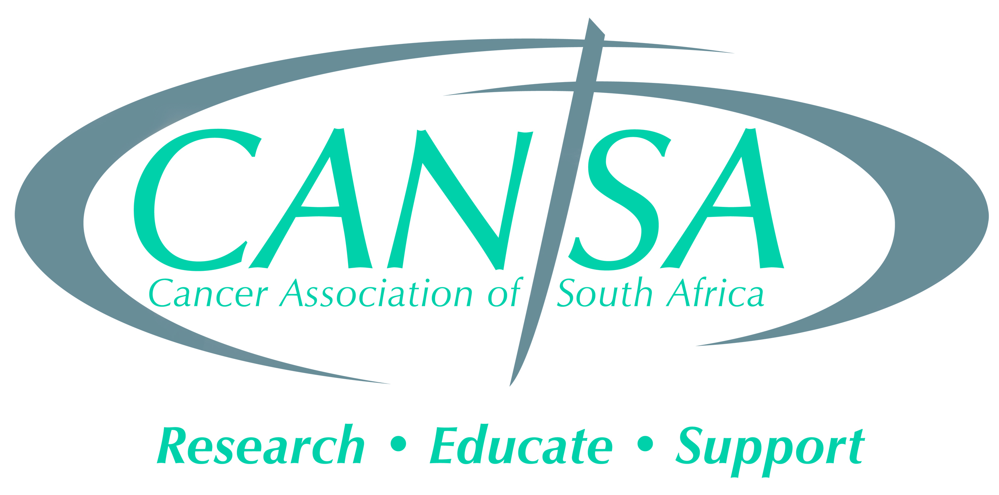 CANSA
Cancer Association of South Africa
Research • Educate • Support